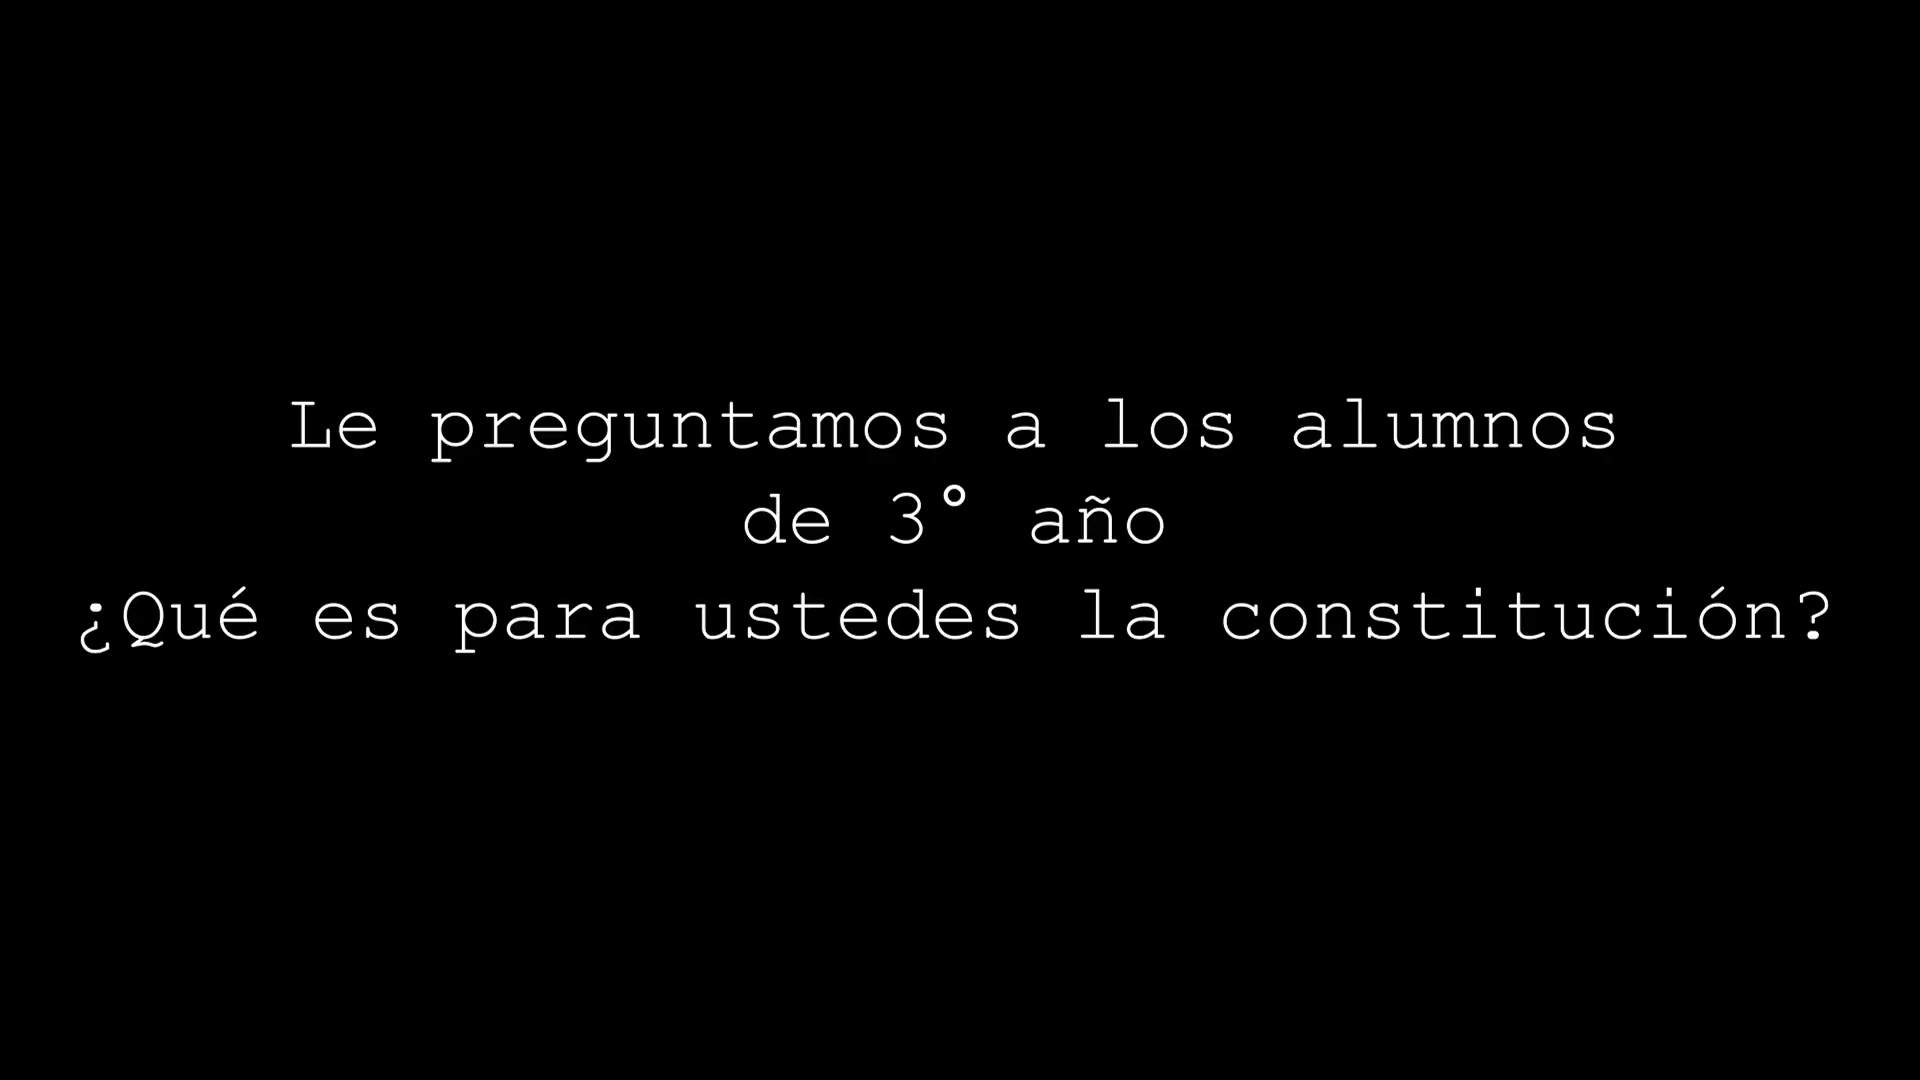 Le preguntamos a los alumnos
de 3° año
¿Qué es para ustedes la constitución?